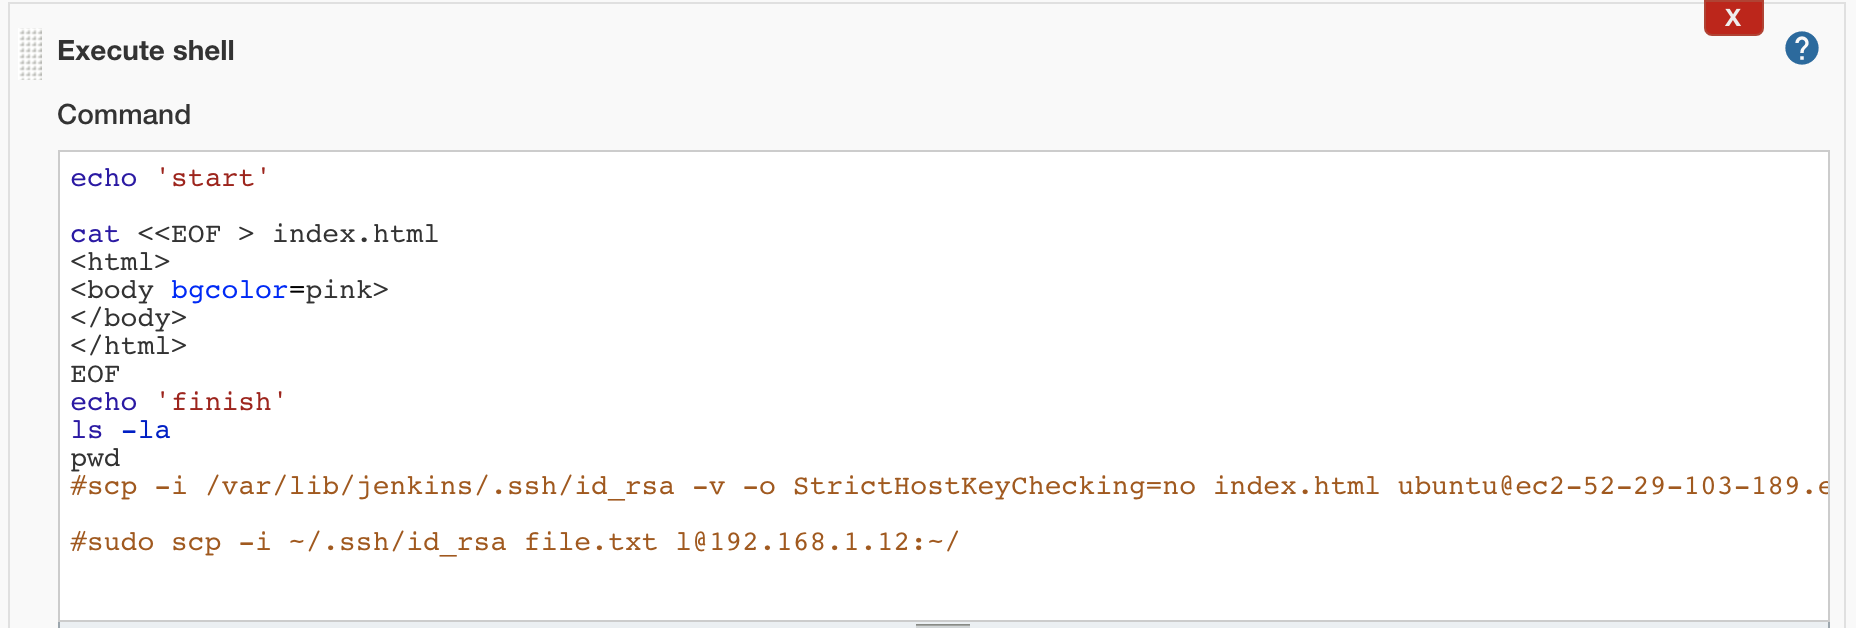 X
Execute shell
?
Command
echo 'start'
cat <<EOF > index.html
<html>
<body bgcolor=pink>
</body>
</html>
EOF
echo 'finish'
ls -la
pwd
#scp -i /var/lib/jenkins/.ssh/id_rsa -v -o StrictHostKeyChecking=no index.html ubuntu@ec2-52-29-103-189.e
#sudo scp -i ~/.ssh/id_rsa file.txt l@192.168.1.12:~/